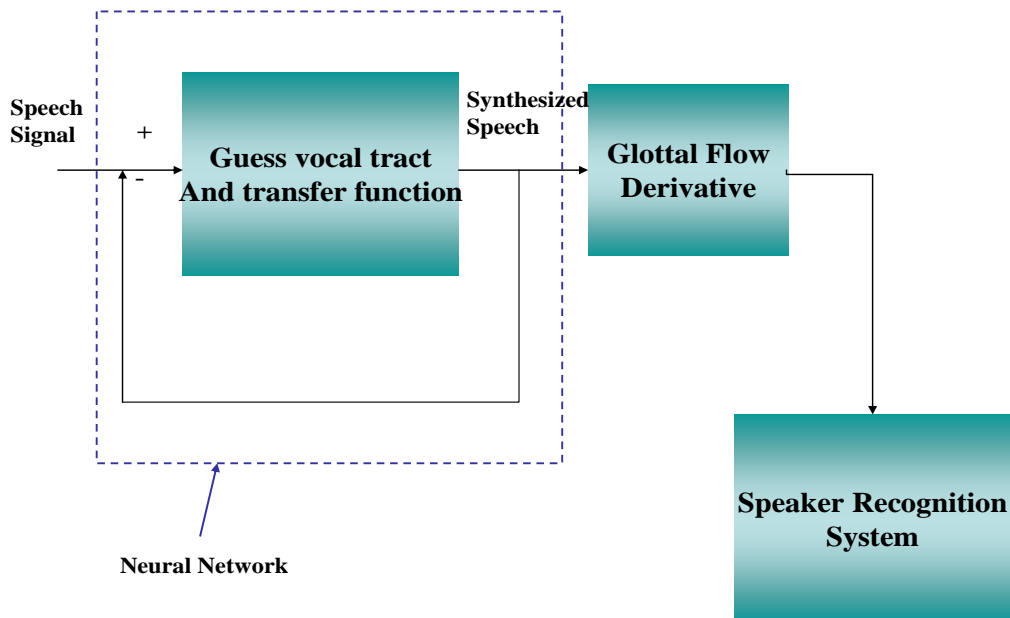 Speech
Signal
+
-
Guess vocal tract
And transfer function
Synthesized
Speech
Glottal Flow
Derivative
Speaker Recognition
System
Neural Network